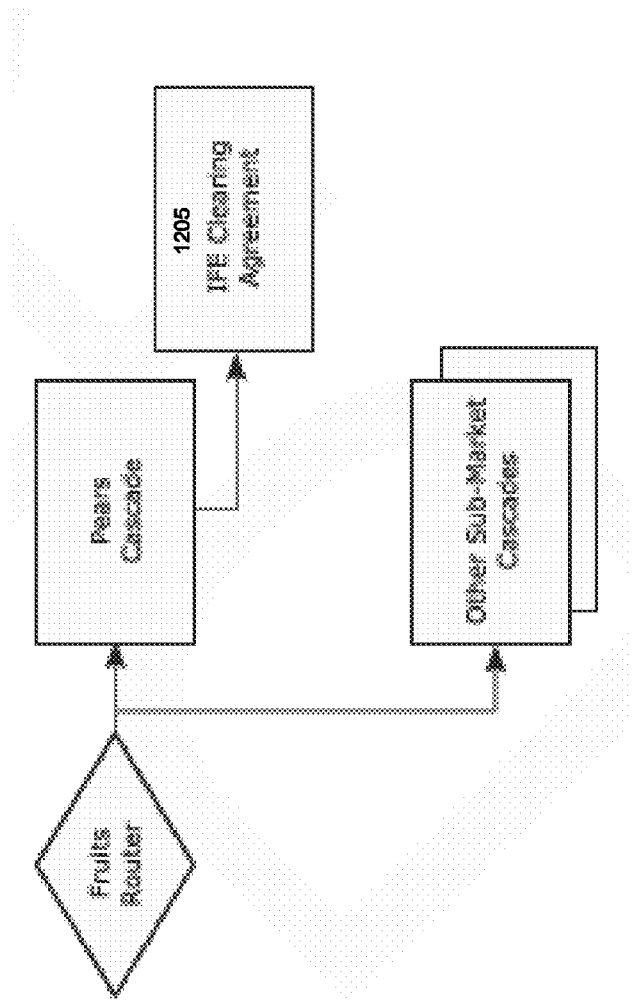 Fruits
Router
Pears
Cascade
1205
IFE Clearing
Agreement
Other Sub-Market
Cascades